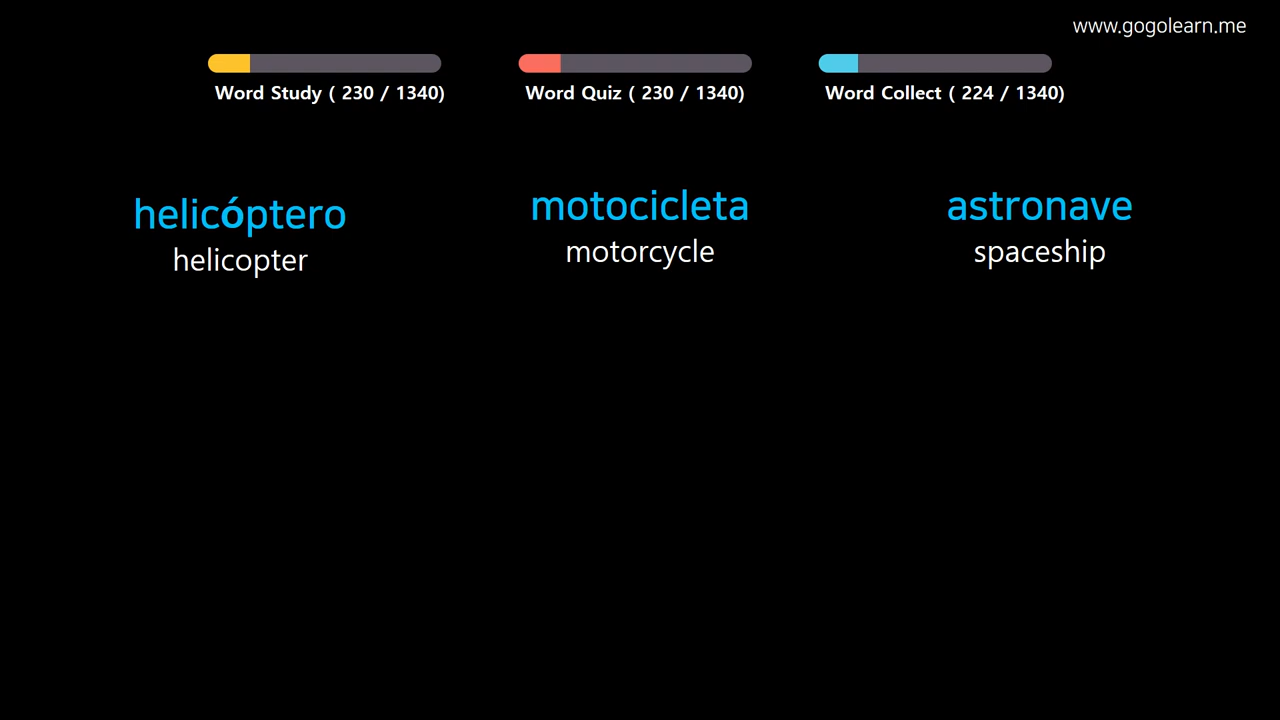 www.gogolearn.me
Word Study ( 230 / 1340)
Word Quiz ( 230 / 1340)
Word Collect ( 224 / 1340)
helicóptero
helicopter
motocicleta
motorcycle
astronave
spaceship